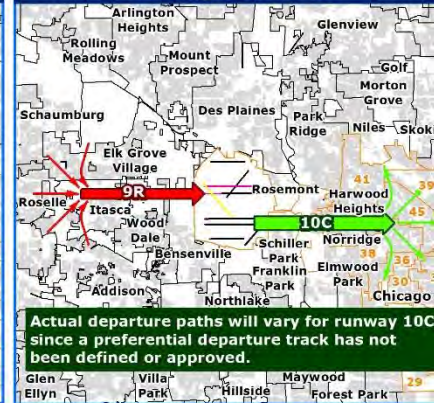 Arlington
Heights
Glenview
Rolling
Meadows
Mount
Prospect
Golf
Morton
Grove
Schaumburg
Des Plaines
Park
Ridge
Niles
Skoki
Elk Grove
Village
41
39
Roselle
9R
Rosemont
Harwood
Heights
45
Itasca
Wood
Dale
10C
Norridge
Bensenville
Schiller
Park
38
36
Franklin
Park
Elmwood
Park
30
Addison
Northlake
Chicago
Actual departure paths will vary for runway 10C
since a preferential departure track has not
been defined or approved.
29
Glen
Ellyn
Villa
Park
Hillside
Maywood
Forest Park